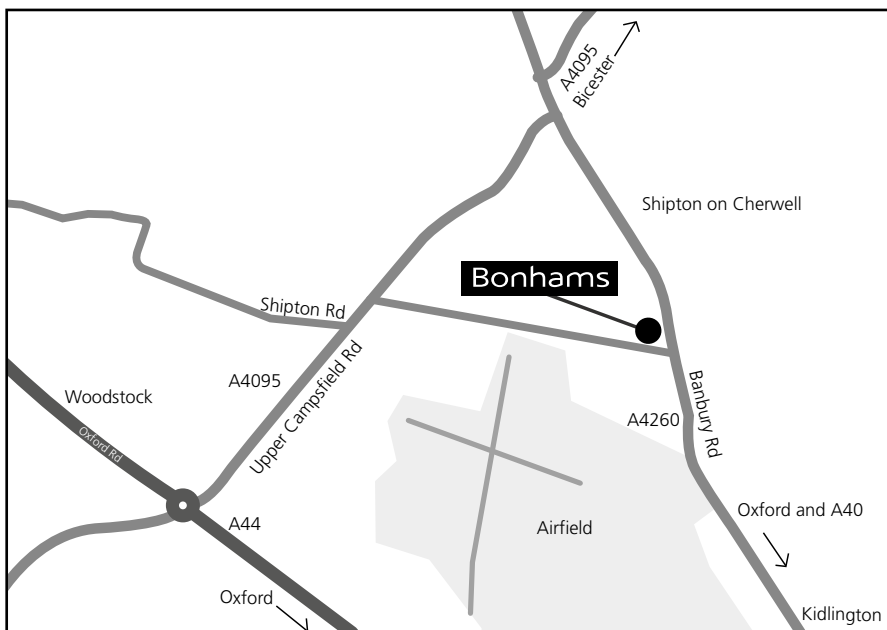 A4095
Bicester
Shipton on Cherwell
Bonhams
Shipton Rd
A4095
Upper Campsfield Rd
Woodstock
Oxford Rd
Banbury Rd
A4260
A44
Airfield
Oxford and A40
Oxford
Kidlington